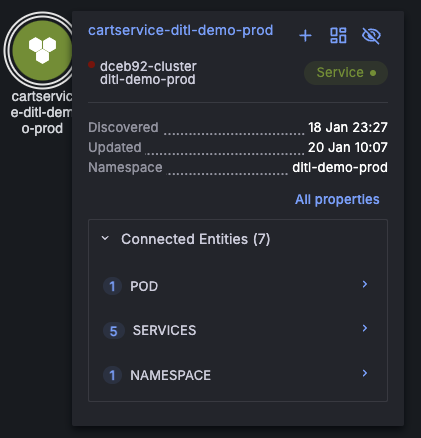 cartservice-ditl-demo-prod
dceb92-cluster
ditl-demo-prod
Service
cartservic
e-ditl-dem
o-prod
Discovered 18 Jan 23:27
Updated 20 Jan 10:07
Namespace ditl-demo-prod
All properties
Connected Entities (7)
1 POD
5 SERVICES
1 NAMESPACE